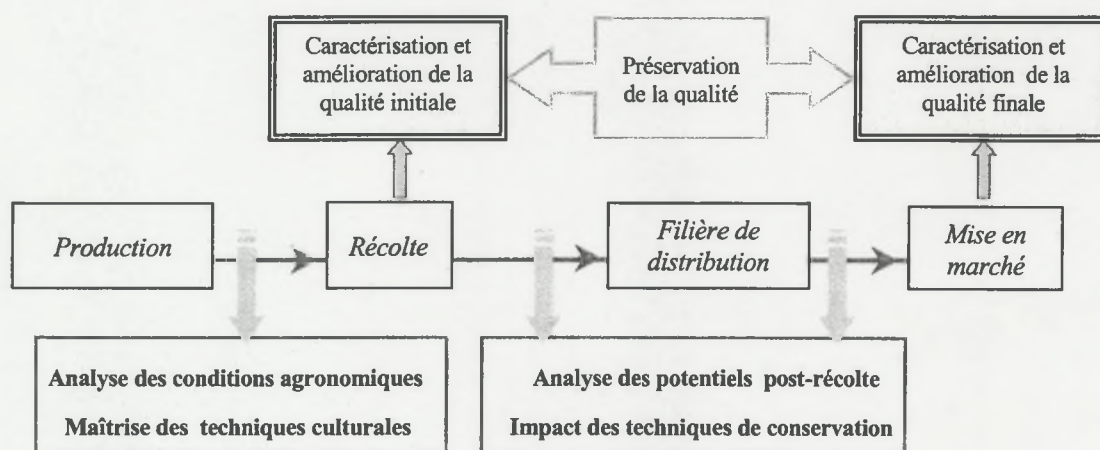 Caractérisation et
amélioration de la
qualité initiale
Préservation
de la qualité
Caractérisation et
amélioration de la
qualité finale
Production
Récolte
Filière de
distribution
Mise en
marché
Analyse des conditions agronomiques
Maîtrise des techniques culturales
Analyse des potentiels post-récolte
Impact des techniques de conservation